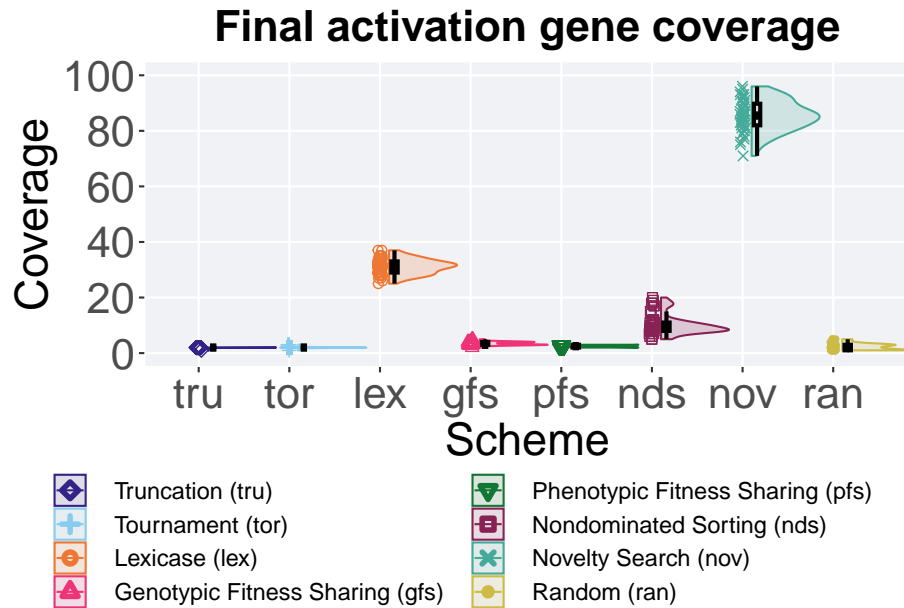 Final activation gene coverage
Coverage
100
80
60
40
20
0
tru tor lex gfs pfs nds nov ran
Scheme
Truncation (tru)
Tournament (tor)
Lexicase (lex)
Genotypic Fitness Sharing (gfs)
Phenotypic Fitness Sharing (pfs)
Nondominated Sorting (nds)
Novelty Search (nov)
Random (ran)